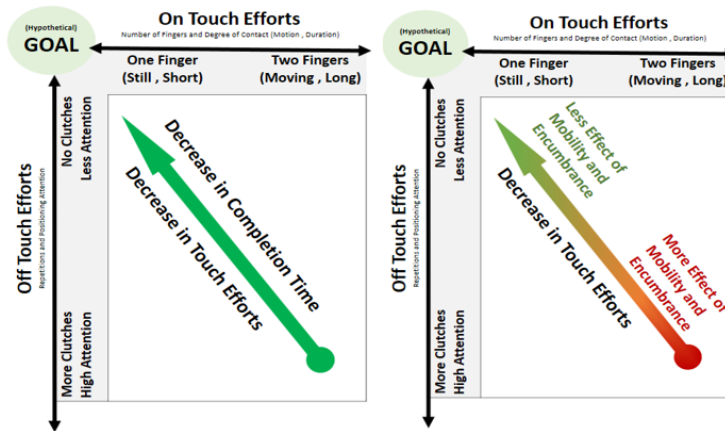 On Touch Efforts
Number of Fingers and Degree of Contact (Motion , Duration)
(Hypothetical)
GOAL
One Finger
(Still , Short)
Two Fingers
(Moving , Long)
Off Touch Efforts
Repetitions and Positioning Attention
No Clutches
Less Attention
More Clutches
High Attention
Decrease in Completion Time
Decrease in Touch Efforts
On Touch Efforts
Number of Fingers and Degree of Contact (Motion , Duration)
(Hypothetical)
GOAL
One Finger
(Still , Short)
Two Fingers
(Moving , Long)
Off Touch Efforts
Repetitions and Positioning Attention
No Clutches
Less Attention
More Clutches
High Attention
Less Effect of
Mobility and
Encumbrance
More Effect of
Mobility and
Encumbrance
Decrease in Touch Efforts